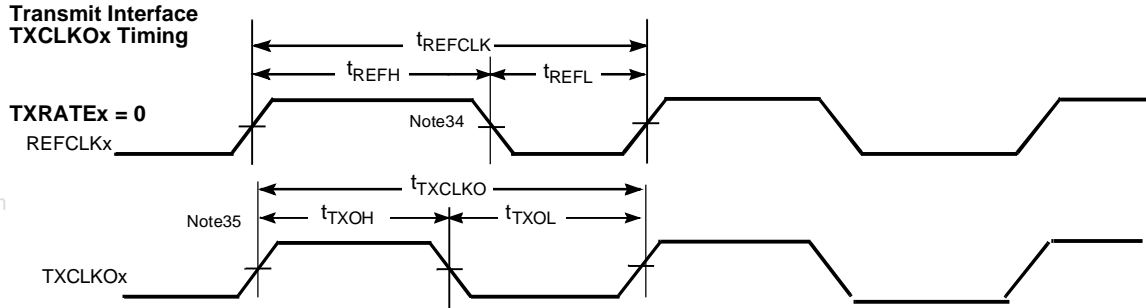 Transmit Interface
TXCLKOx Timing
tREFCLK
tREFH
tREFL
TXRATEx = 0
Note34
REFCLKx
tTXCLKO
Note35
tTXOH
tTXOL
TXCLKOx